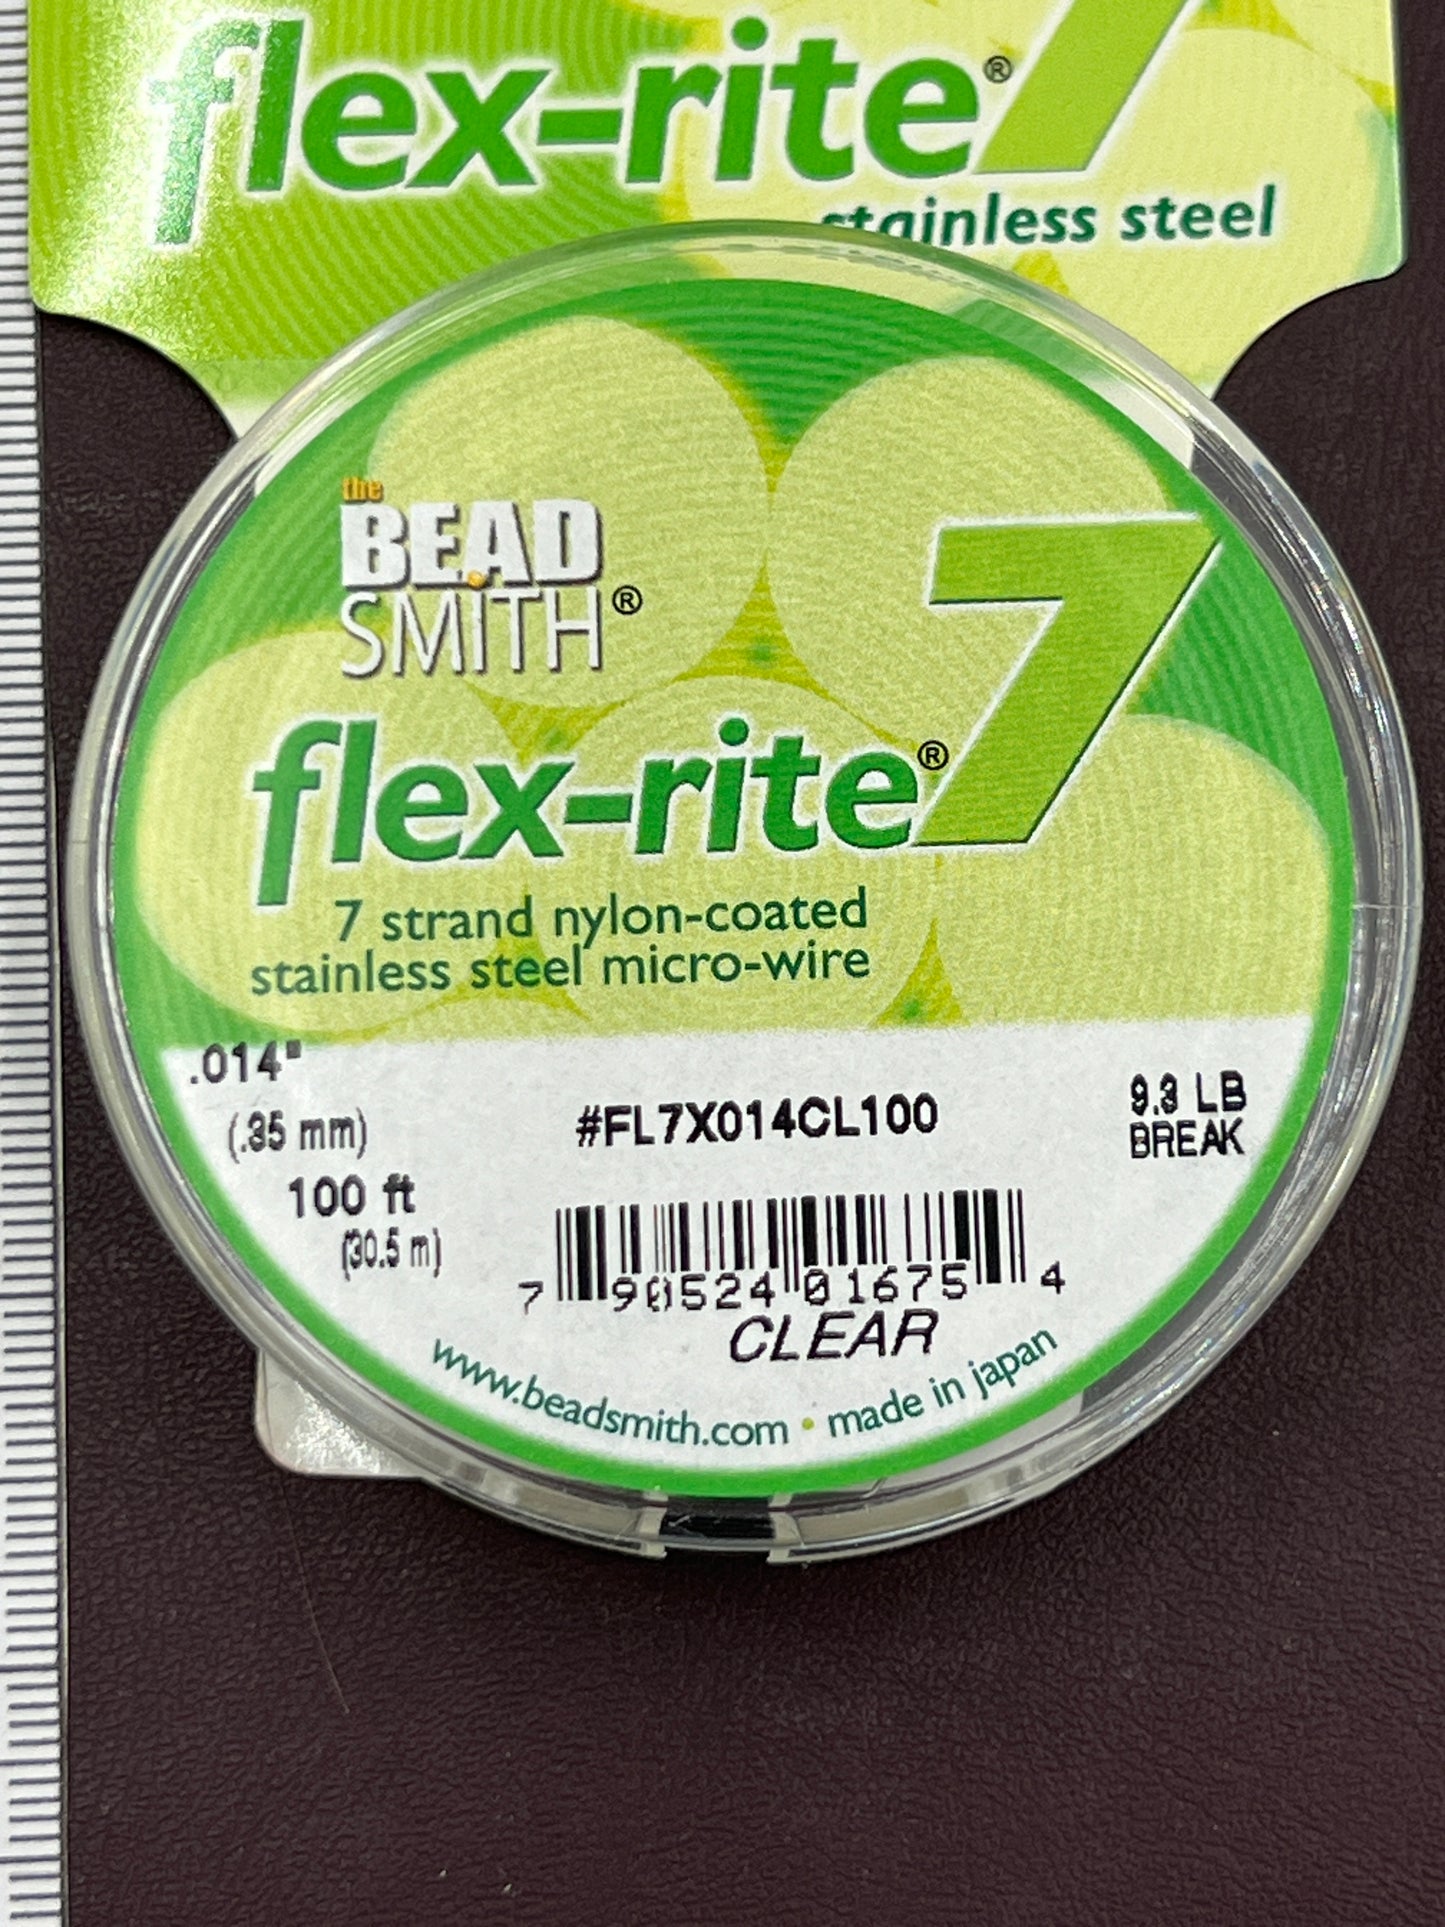 flex-rite® 7
stainless steel
the
BEAD
SMITH®
flex-rite® 7
7 strand nylon-coated
stainless steel micro-wire
.014"
(.35 mm)
100 ft
(30.5 m)
#FL7X014CL100
9.3 LB
BREAK
7 90524 01675 4
CLEAR
www.beadsmith.com • made in japan